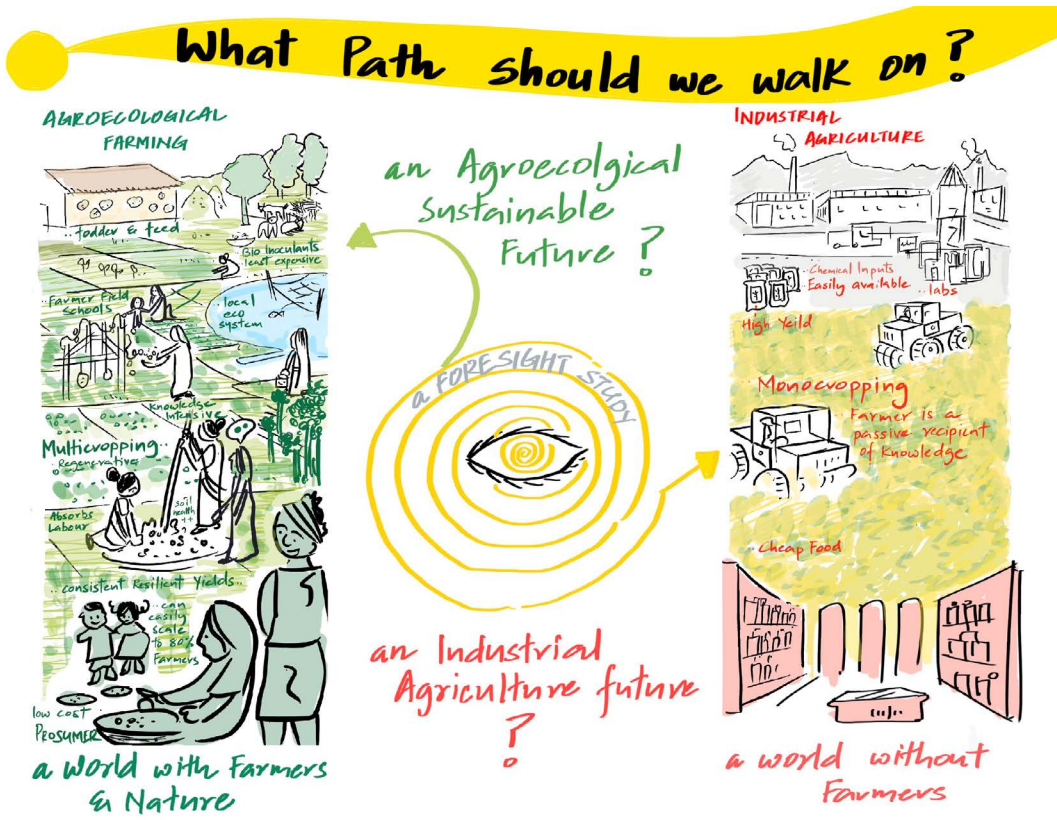 What Path should we walk on?
AGROECOLOGICAL
FARMING
..fodder & feed
Bio Inoculants
least expensive
..Farmer Field
Schools..
..local
eco
system..
Knowledge
Intensive
Multicropping..
..Regenerative
Absorbs
Labour
soil
health
++
..consistent Resilient Yields..
..can
easily
scale
to 80%
Farmers
low cost
PROSUMER
a World with Farmers
& Nature
an Agroecolgical
Sustainable
Future?
a FORESIGHT STUDY
an Industrial
Agriculture future
?
INDUSTRIAL
AGRICULTURE
..Chemical Inputs
Easily available
..labs
High Yeild
Monocropping
..Farmer is a
passive recipient
of Knowledge
..Cheap Food
a world without
Farmers